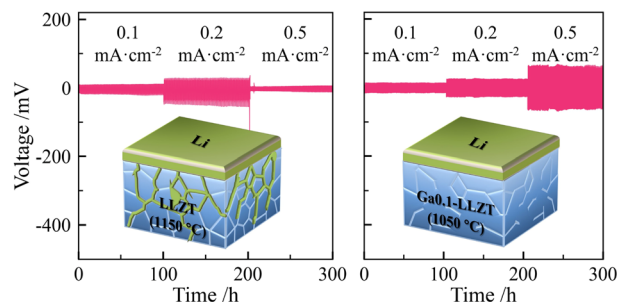 200
0
-200
-400
Voltage /mV
0.1
mA·cm⁻²
0.2
mA·cm⁻²
0.5
mA·cm⁻²
Li
LLZT
(1150 °C)
0 100 200 300
Time /h
0.1
mA·cm⁻²
0.2
mA·cm⁻²
0.5
mA·cm⁻²
Li
Ga0.1-LLZT
(1050 °C)
0 100 200 300
Time /h